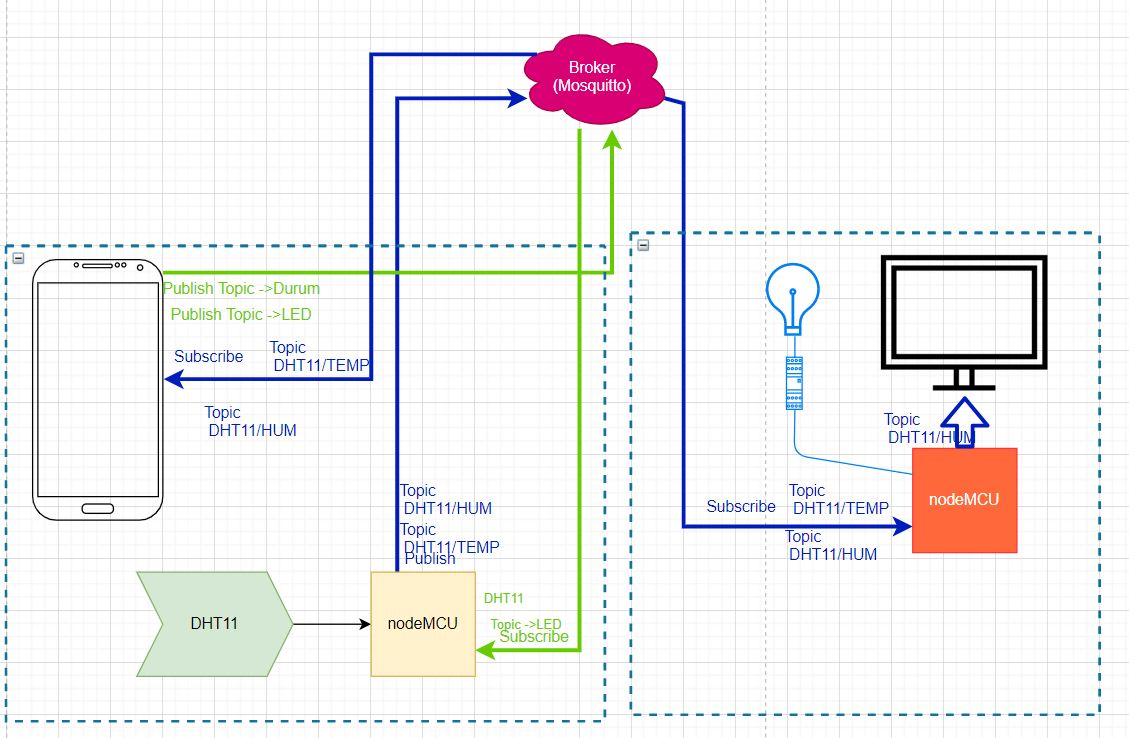 Broker
(Mosquitto)
Publish Topic ->Durum
Publish Topic ->LED
Subscribe
Topic
DHT11/TEMP
Topic
DHT11/HUM
Topic
DHT11/HUM
Topic
DHT11/TEMP
Publish
DHT11
nodeMCU
DHT11
Topic ->LED
Subscribe
Topic
DHT11/HUM
nodeMCU
Subscribe
Topic
DHT11/TEMP
Topic
DHT11/HUM